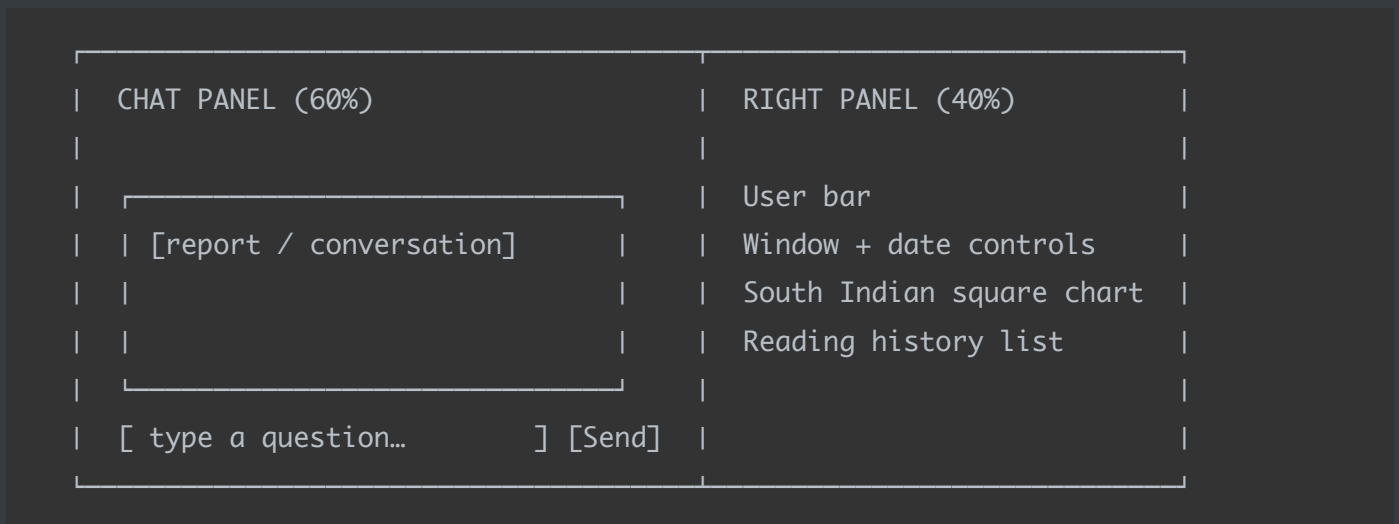 CHAT PANEL (60%)
RIGHT PANEL (40%)
User bar
[report / conversation]
Window + date controls
South Indian square chart
Reading history list
[ type a question… ] [Send]